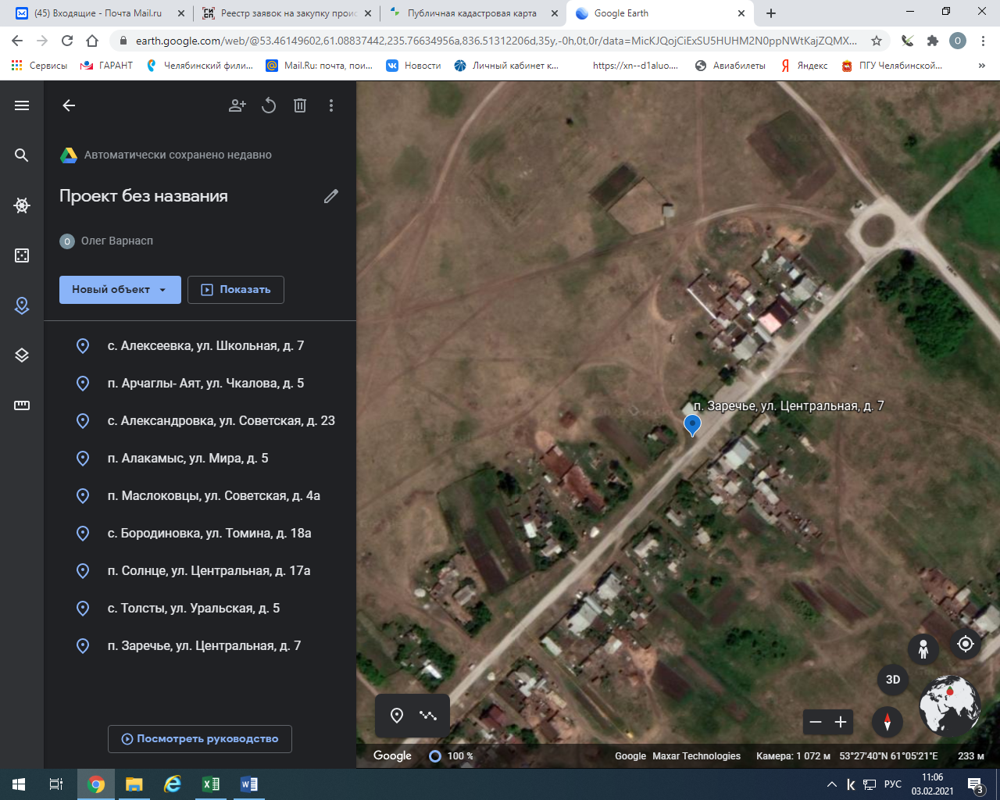 (45) Входящие - Почта Mail.ru
Реестр заявок на закупку проис
Публичная кадастровая карта
Google Earth
earth.google.com/web/@53.46149602,61.08837442,235.76634956a,836.51312206d,35y,-0h,0t,0r/data=MicKJQojCiExSU5HUHM2N0ppNWtKajZQMX...
О
Сервисы
ГАРАНТ
Челябинский фили...
Mail.Ru: почта, пои...
Новости
Личный кабинет к...
https://xn--d1aluo....
Авиабилеты
Яндекс
ПГУ Челябинской...
»
Автоматически сохранено недавно
Проект без названия
О Олег Варнасп
Новый объект
Показать
с. Алексеевка, ул. Школьная, д. 7
п. Арчаглы- Аят, ул. Чкалова, д. 5
с. Александровка, ул. Советская, д. 23
п. Алакамыс, ул. Мира, д. 5
п. Маслоковцы, ул. Советская, д. 4а
с. Бородиновка, ул. Томина, д. 18а
п. Солнце, ул. Центральная, д. 17а
с. Толсты, ул. Уральская, д. 5
п. Заречье, ул. Центральная, д. 7
Посмотреть руководство
п. Заречье, ул. Центральная, д. 7
3D
Google
100 %
Google
Maxar Technologies
Камера: 1 072 м
53°27'40"N 61°05'21"E
233 м
РУС
11:06
03.02.2021
3